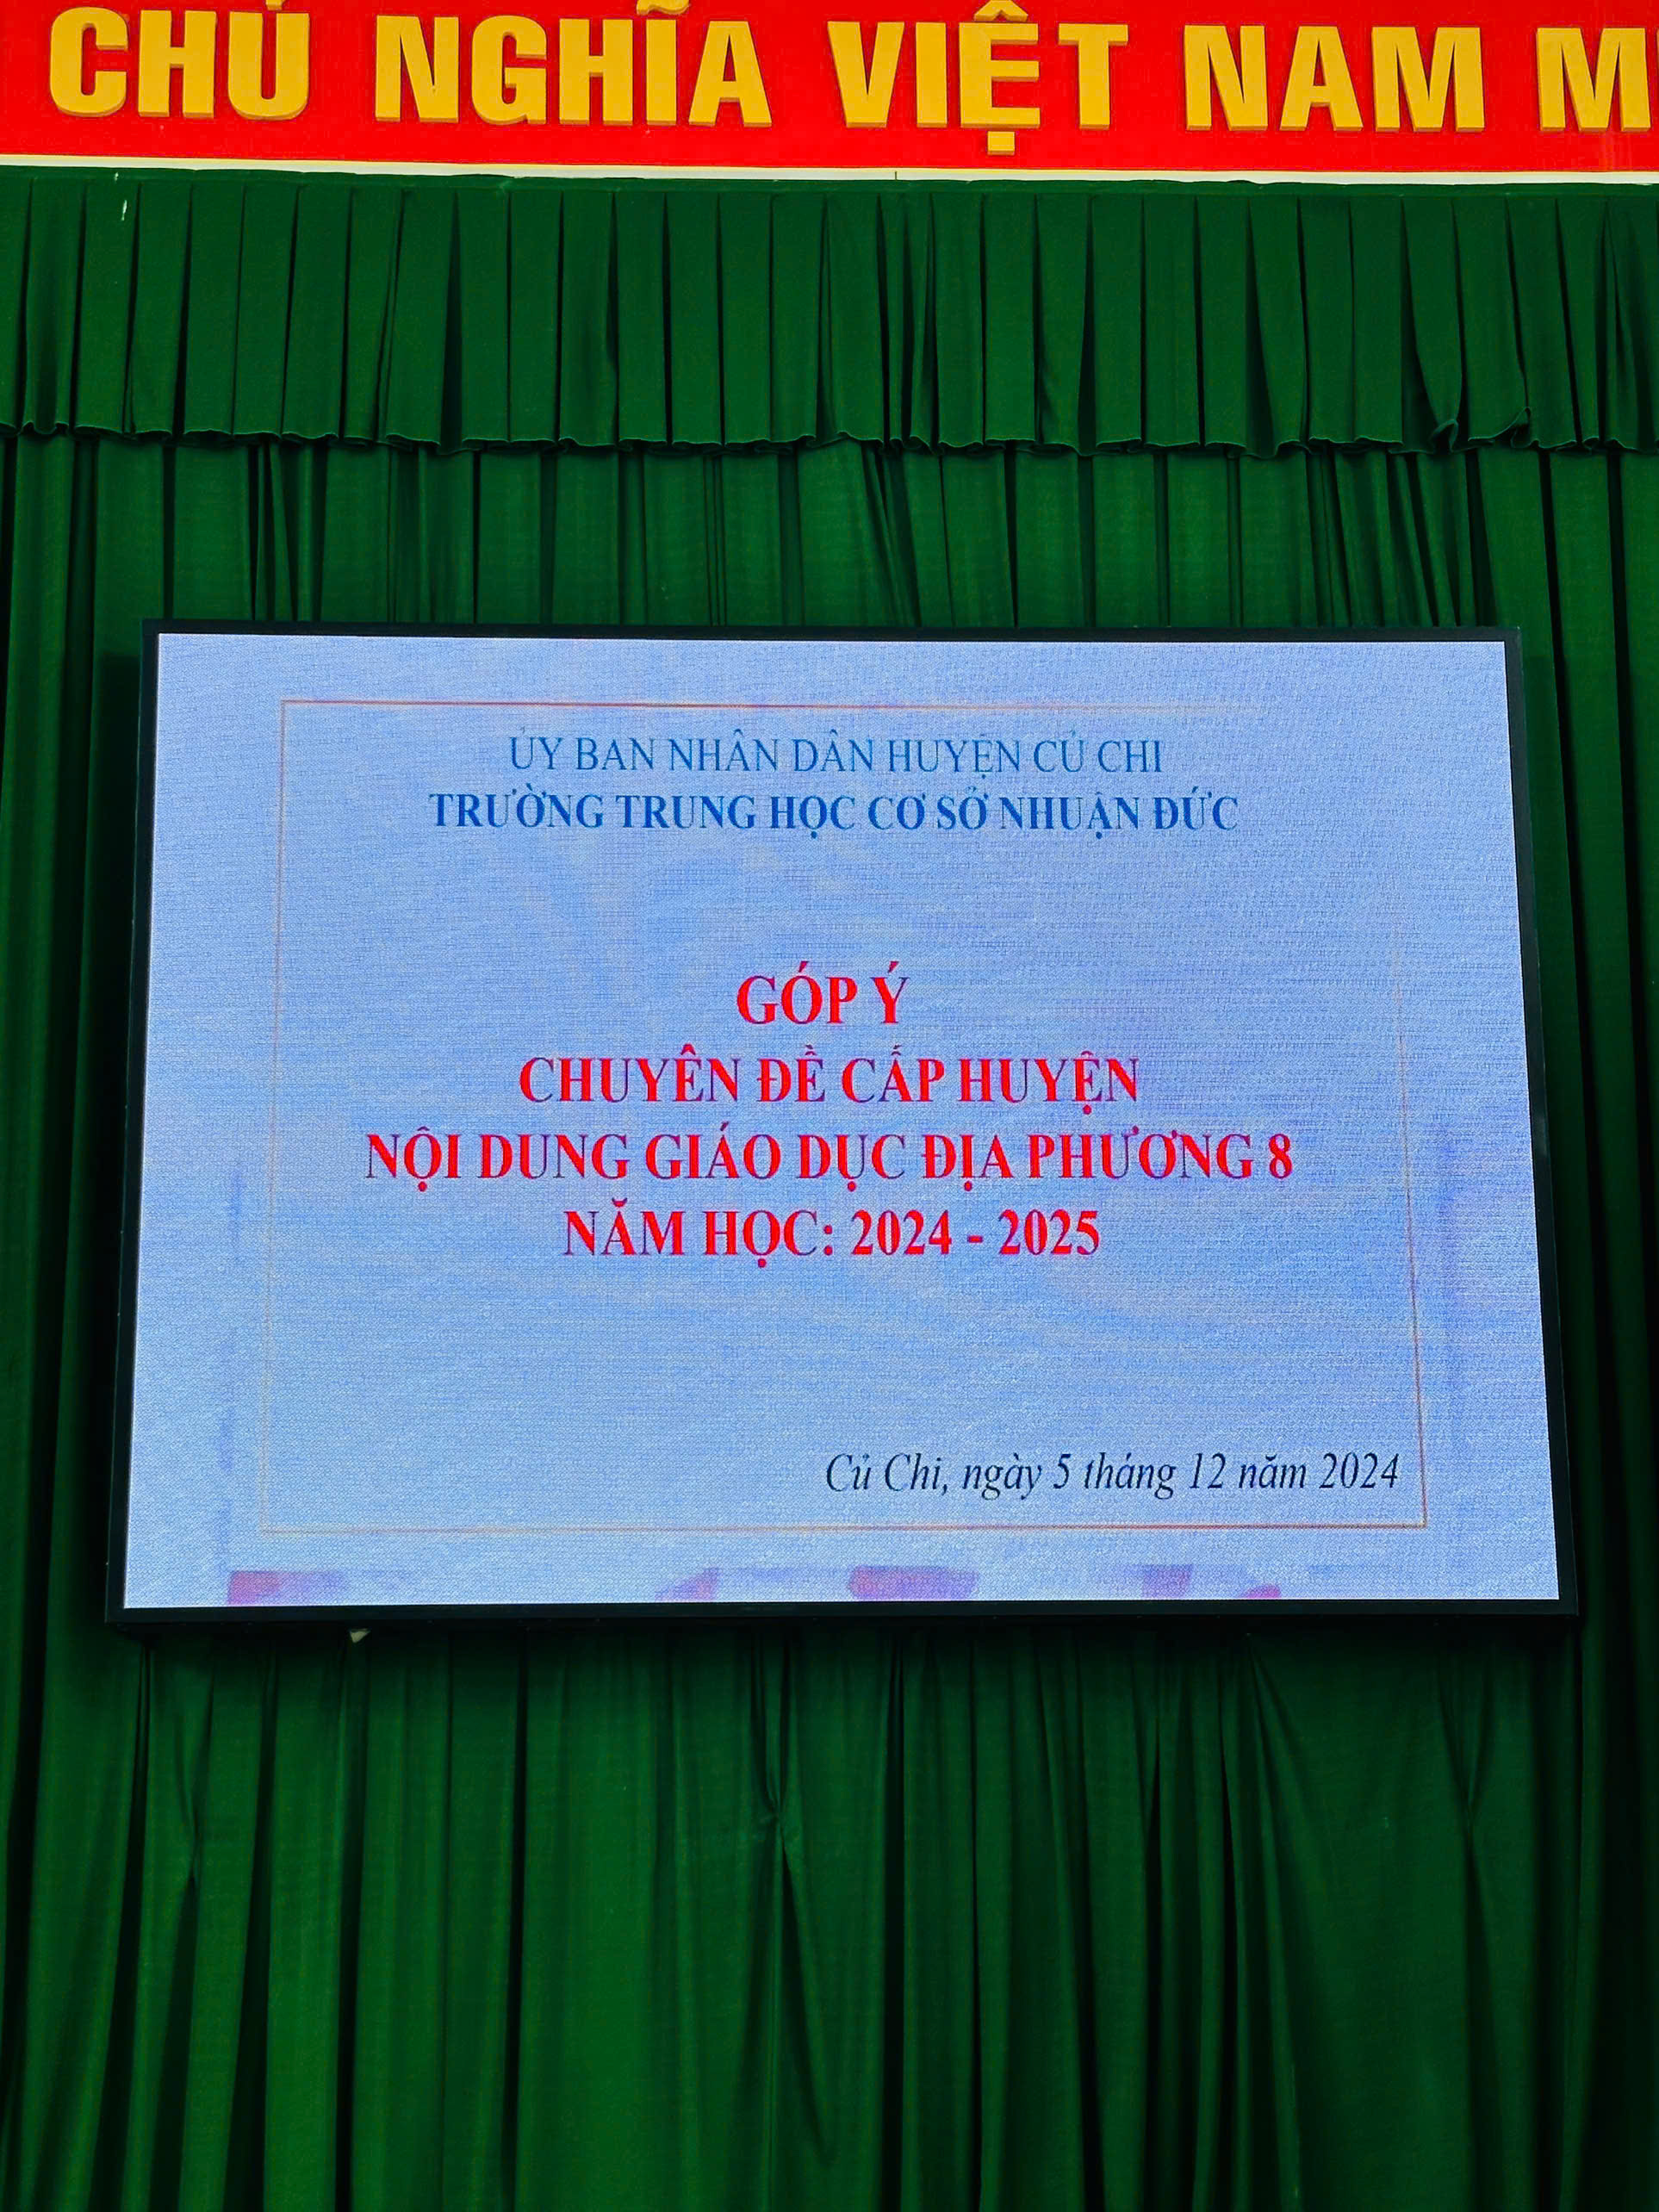 CHỦ NGHĨA VIỆT NAM
ỦY BAN NHÂN DÂN HUYỆN CỦ CHI
TRƯỜNG TRUNG HỌC CƠ SỞ NHUẬN ĐỨC
GÓP Ý
CHUYÊN ĐỀ CẤP HUYỆN
NỘI DUNG GIÁO DỤC ĐỊA PHƯƠNG 8
NĂM HỌC: 2024 - 2025
Củ Chi, ngày 5 tháng 12 năm 2024